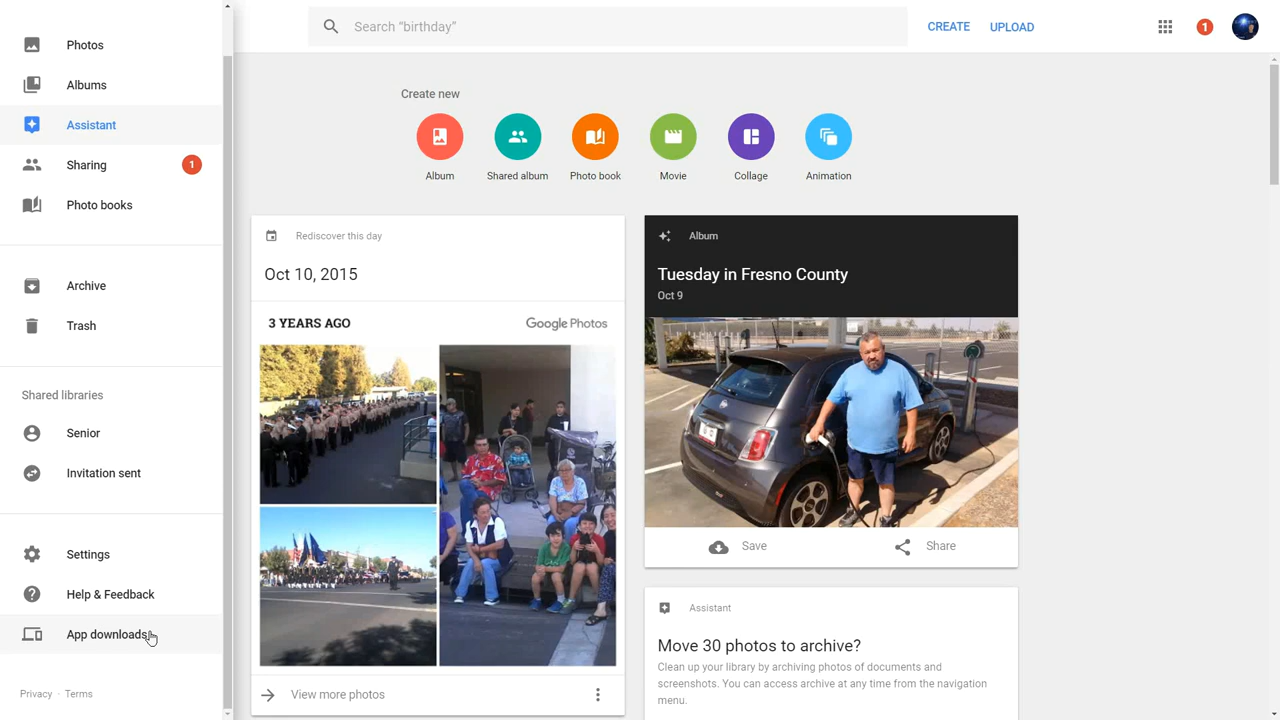 Photos
Albums
Assistant
Sharing
1
Photo books
Archive
Trash
Shared libraries
Senior
Invitation sent
Settings
Help & Feedback
App downloads
Privacy · Terms
Search “birthday”
CREATE
UPLOAD
1
Create new
Album
Shared album
Photo book
Movie
Collage
Animation
Rediscover this day
Oct 10, 2015
3 YEARS AGO
Google Photos
View more photos
Album
Tuesday in Fresno County
Oct 9
Save
Share
Assistant
Move 30 photos to archive?
Clean up your library by archiving photos of documents and
screenshots. You can access archive at any time from the navigation
menu.